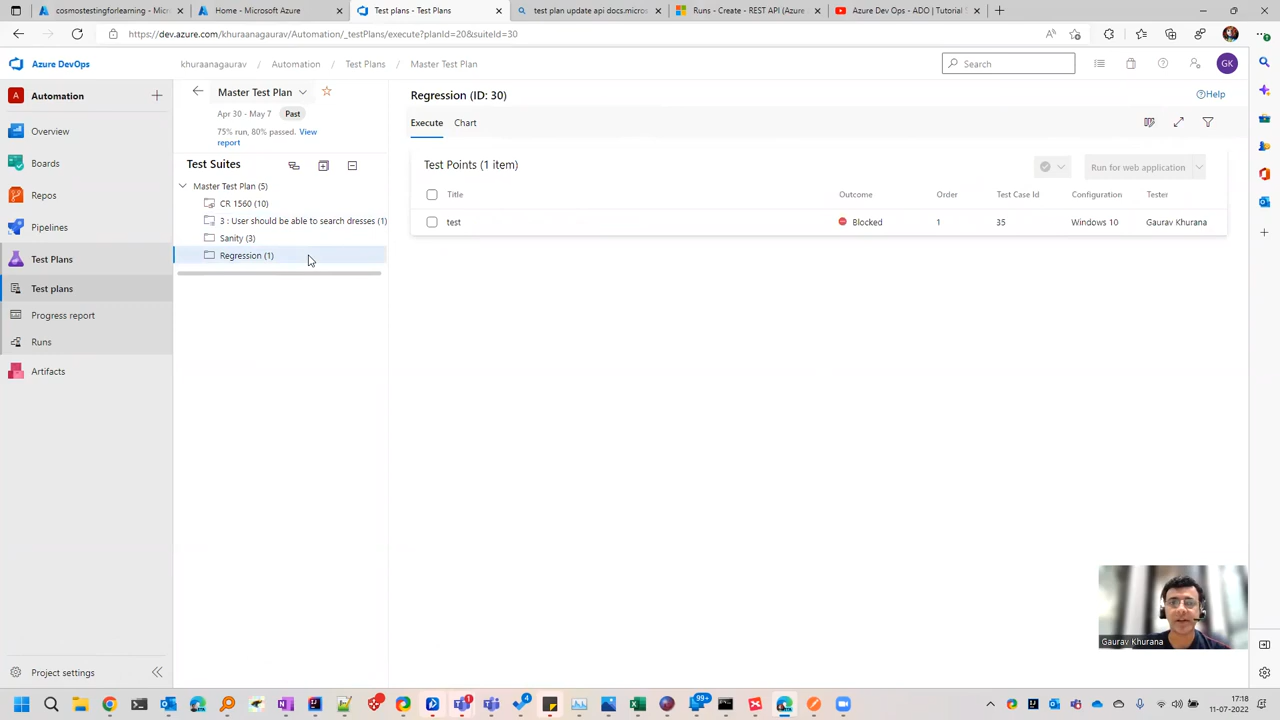 cosmostestingforlearning - Mic
Home - Microsoft Azure
Test plans - Test Plans
test plan update api docs.micros
Runs - Create - REST API (Azure
Azure Dev Ops - ADO | Tutorial
https://dev.azure.com/khuraanagaurav/Automation/_testPlans/execute?planId=20&suiteId=30
Azure DevOps
khuraanagaurav / Automation / Test Plans / Master Test Plan
Search
GK
A Automation
Overview
Boards
Repos
Pipelines
Test Plans
Test plans
Progress report
Runs
Artifacts
Project settings
Master Test Plan
Apr 30 - May 7 Past
75% run, 80% passed. View
report
Test Suites
Master Test Plan (5)
CR 1560 (10)
3 : User should be able to search dresses (1)
Sanity (3)
Regression (1)
Regression (ID: 30)
Help
Execute Chart
Test Points (1 item)
Run for web application
Title Outcome Order Test Case Id Configuration Tester
test Blocked 1 35 Windows 10 Gaurav Khurana
Gaurav Khurana
99+
17:18
11-07-2022